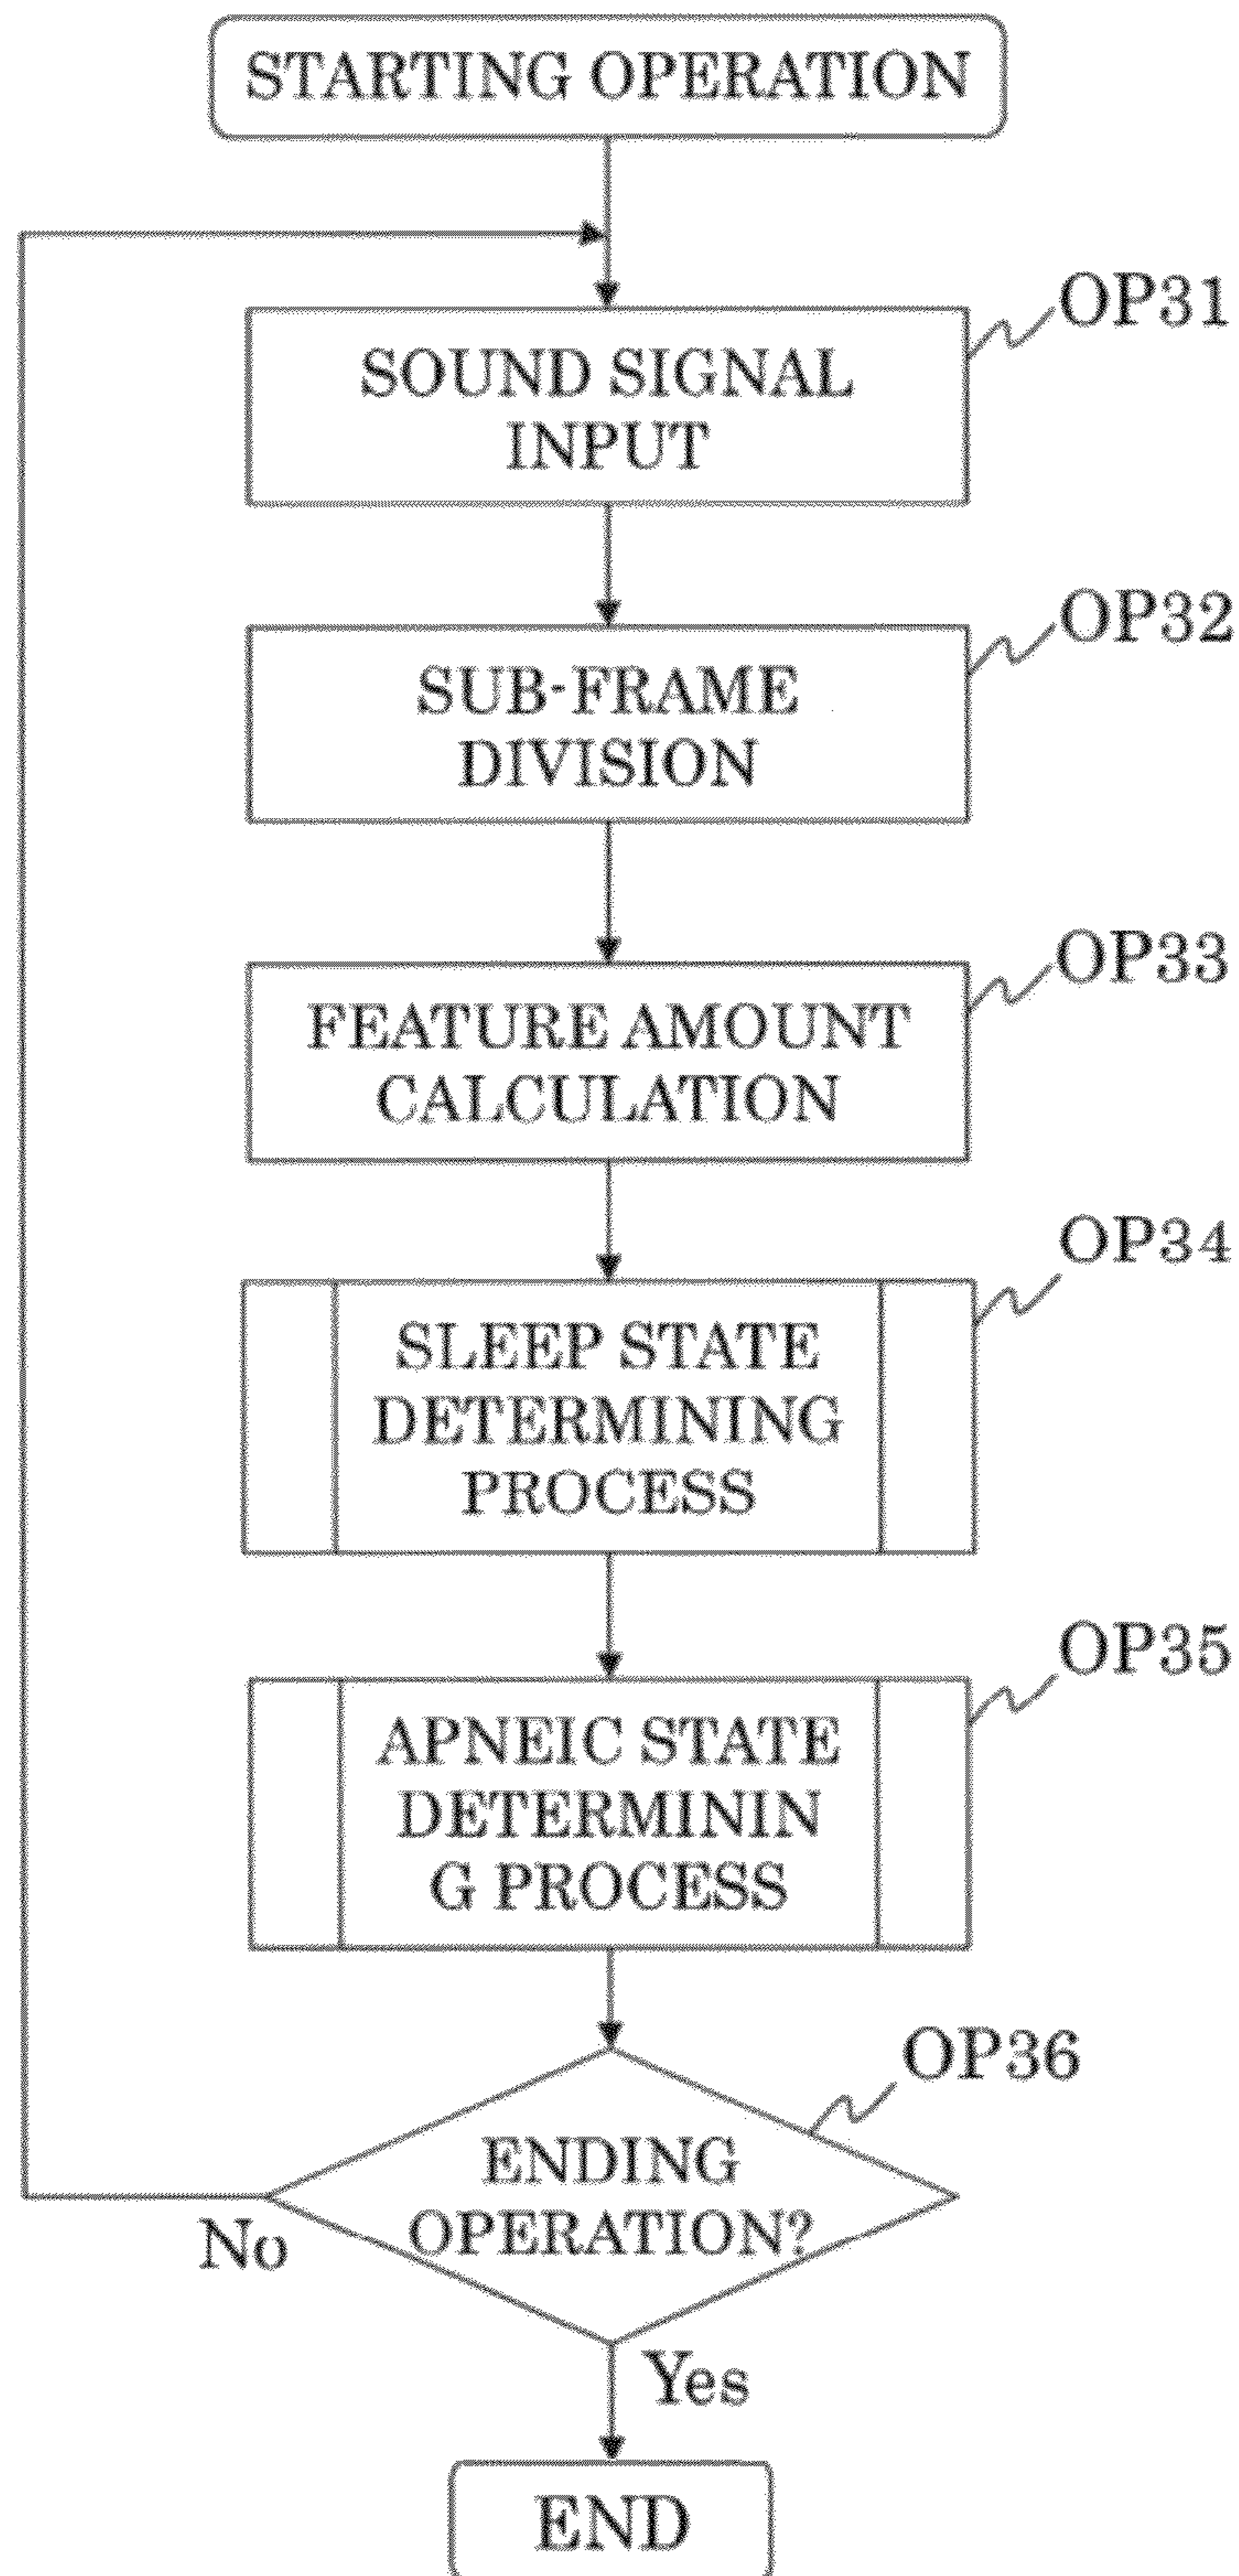 STARTING OPERATION
OP31
SOUND SIGNAL
INPUT
OP32
SUB-FRAME
DIVISION
OP33
FEATURE AMOUNT
CALCULATION
OP34
SLEEP STATE
DETERMINING
PROCESS
OP35
APNEIC STATE
DETERMININ
G PROCESS
OP36
ENDING
OPERATION?
No
Yes
END